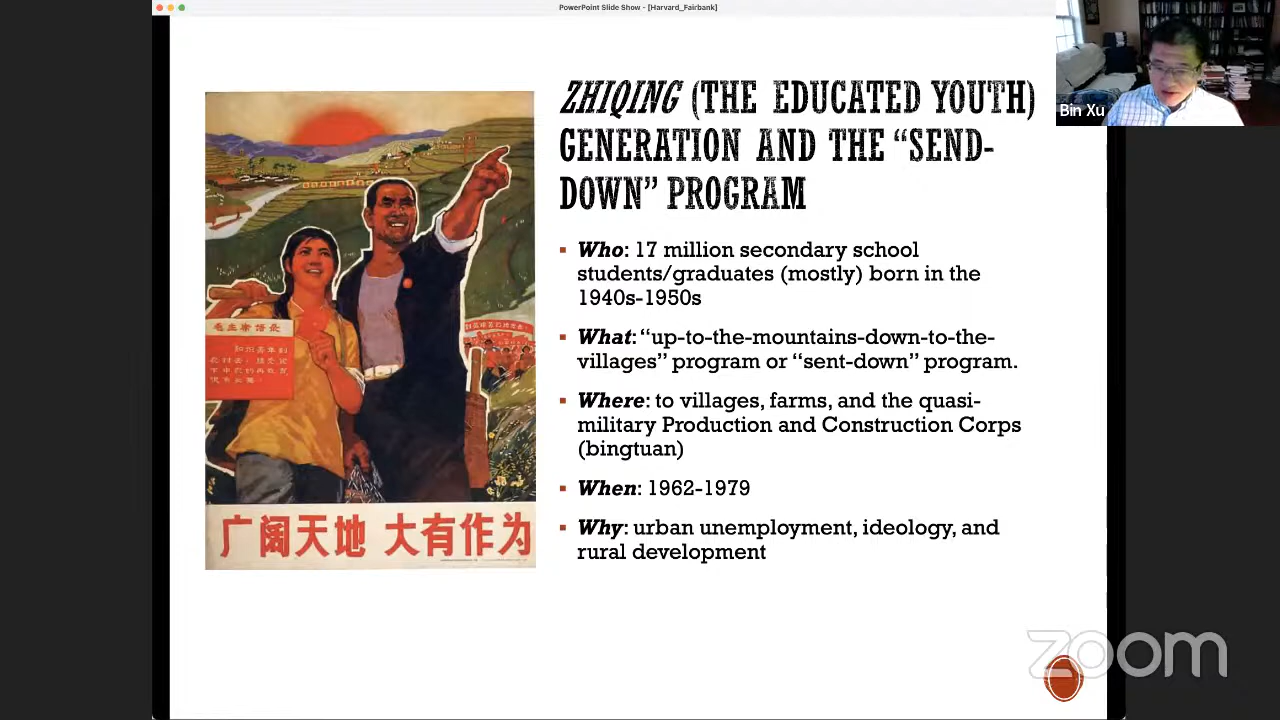 PowerPoint Slide Show - [Harvard_Fairbank]
Bin Xu
ZHIQING (THE EDUCATED YOUTH)
GENERATION AND THE “SEND-
DOWN” PROGRAM
▪ Who: 17 million secondary school
students/graduates (mostly) born in the
1940s-1950s
▪ What: “up-to-the-mountains-down-to-the-
villages” program or “sent-down” program.
▪ Where: to villages, farms, and the quasi-
military Production and Construction Corps
(bingtuan)
▪ When: 1962-1979
▪ Why: urban unemployment, ideology, and
rural development
毛主席语录
广阔天地 大有作为
zoom